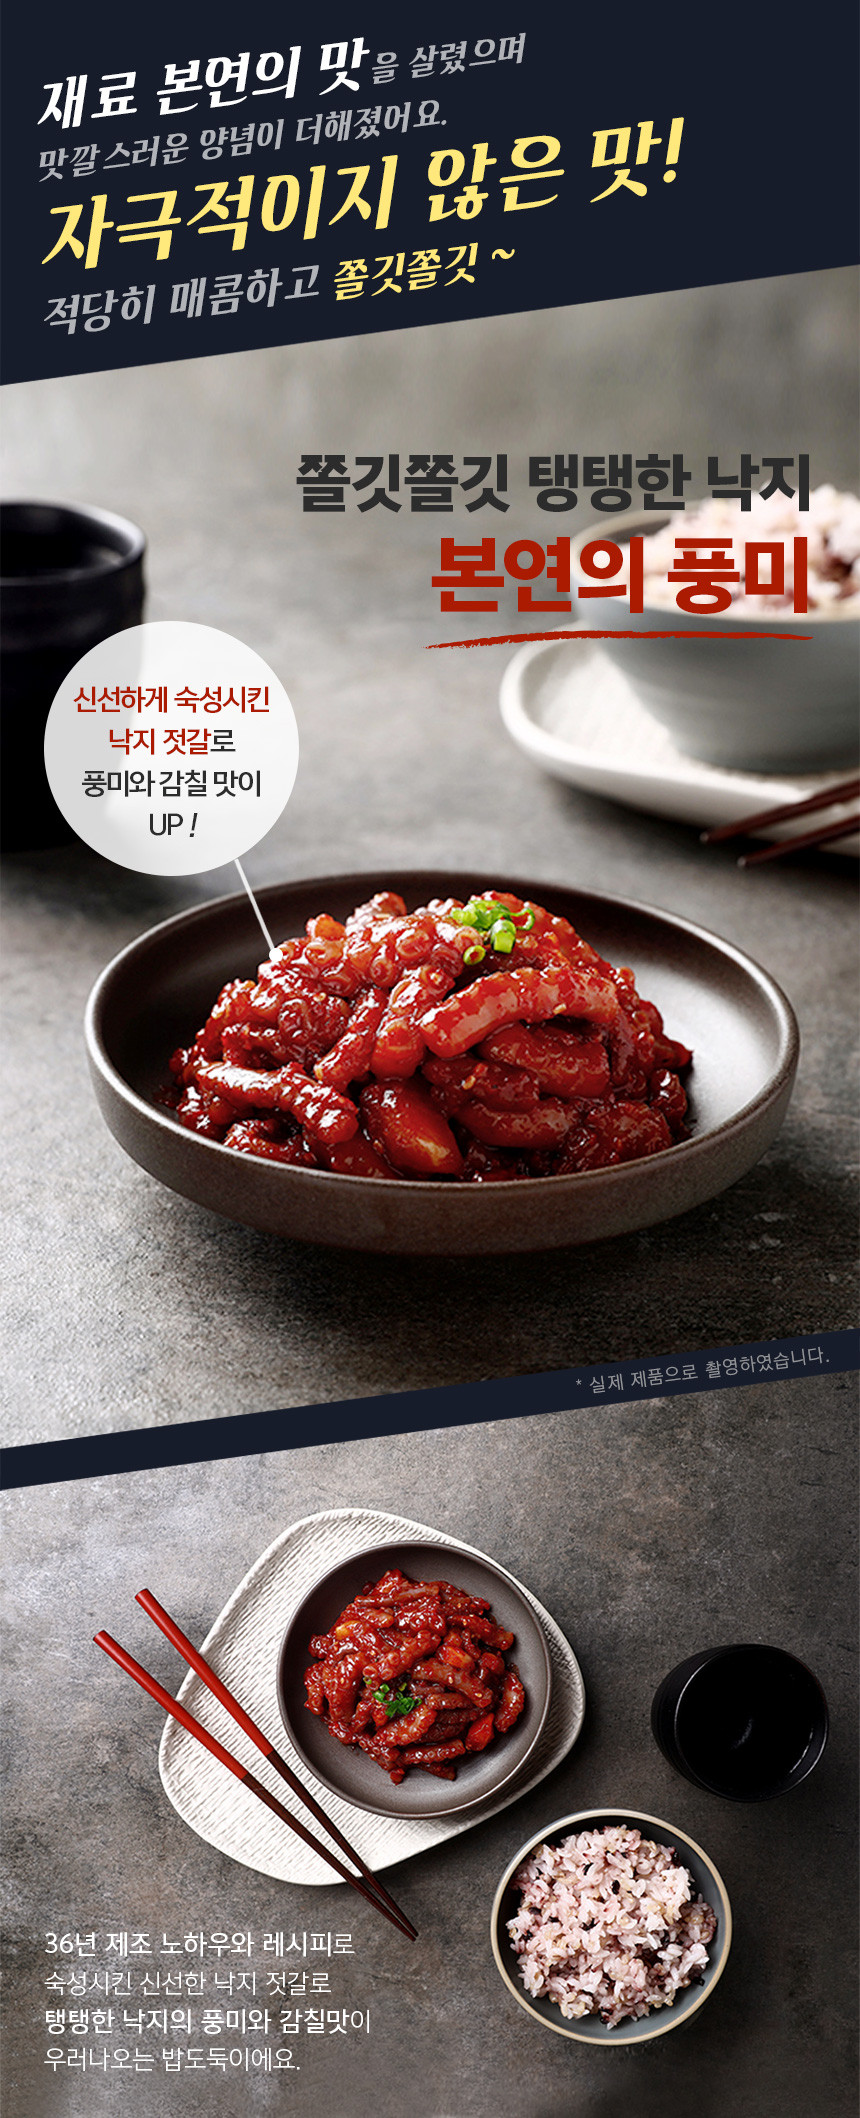 재료 본연의 맛을 살렸으며
맛깔스러운 양념이 더해졌어요.
자극적이지 않은 맛!
적당히 매콤하고 쫄깃쫄깃 ~
쫄깃쫄깃 탱탱한 낙지
본연의 풍미
신선하게 숙성시킨
낙지 젓갈로
풍미와 감칠 맛이
UP !
* 실제 제품으로 촬영하였습니다.
36년 제조 노하우와 레시피로
숙성시킨 신선한 낙지 젓갈로
탱탱한 낙지의 풍미와 감칠맛이
우러나오는 밥도둑이에요.